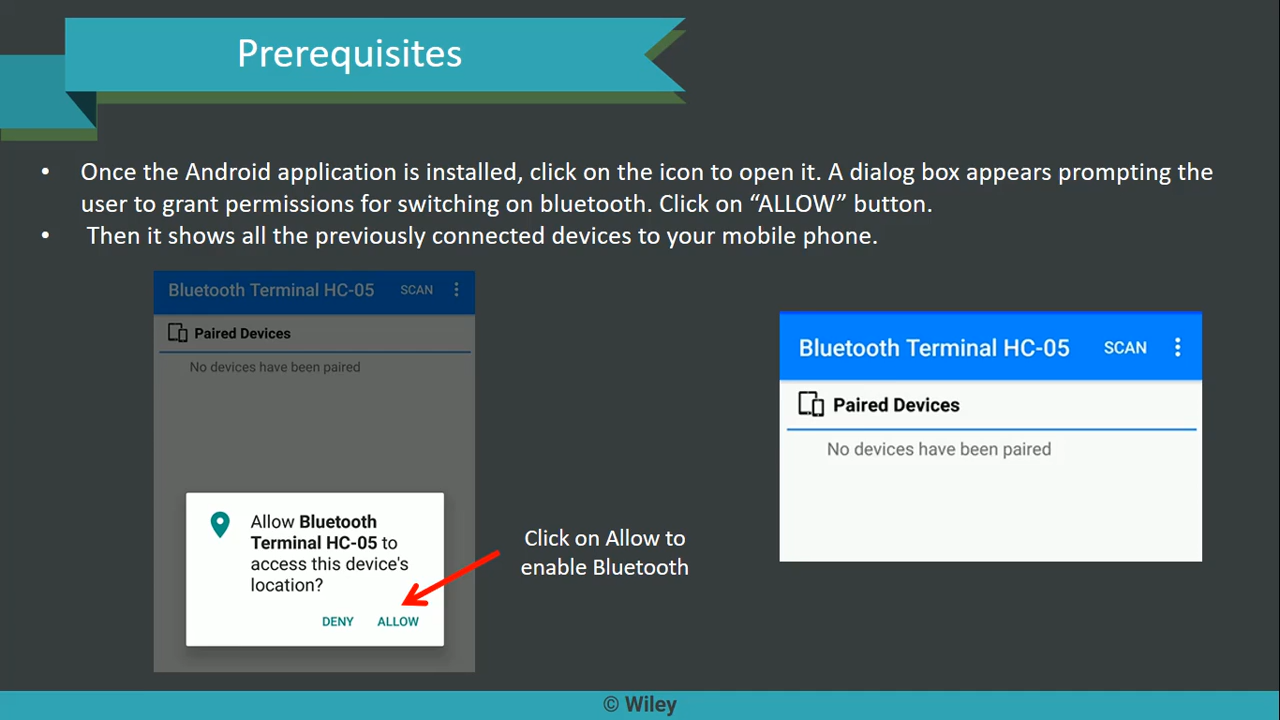 Prerequisites
• Once the Android application is installed, click on the icon to open it. A dialog box appears prompting the
user to grant permissions for switching on bluetooth. Click on “ALLOW” button.
• Then it shows all the previously connected devices to your mobile phone.
Bluetooth Terminal HC-05 SCAN
Paired Devices
No devices have been paired
Allow Bluetooth
Terminal HC-05 to
access this device's
location?
DENY ALLOW
Click on Allow to
enable Bluetooth
Bluetooth Terminal HC-05 SCAN
Paired Devices
No devices have been paired
© Wiley